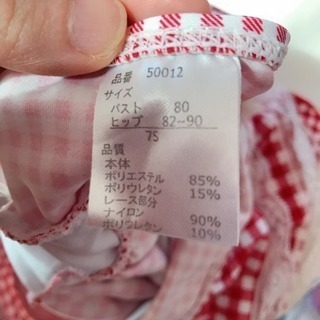 品番 50012
サイズ
バスト 80
ヒップ 82~90
7S
品質
本体
ポリエステル 85%
ポリウレタン 15%
レース部分
ナイロン 90%
ポリウレタン 10%